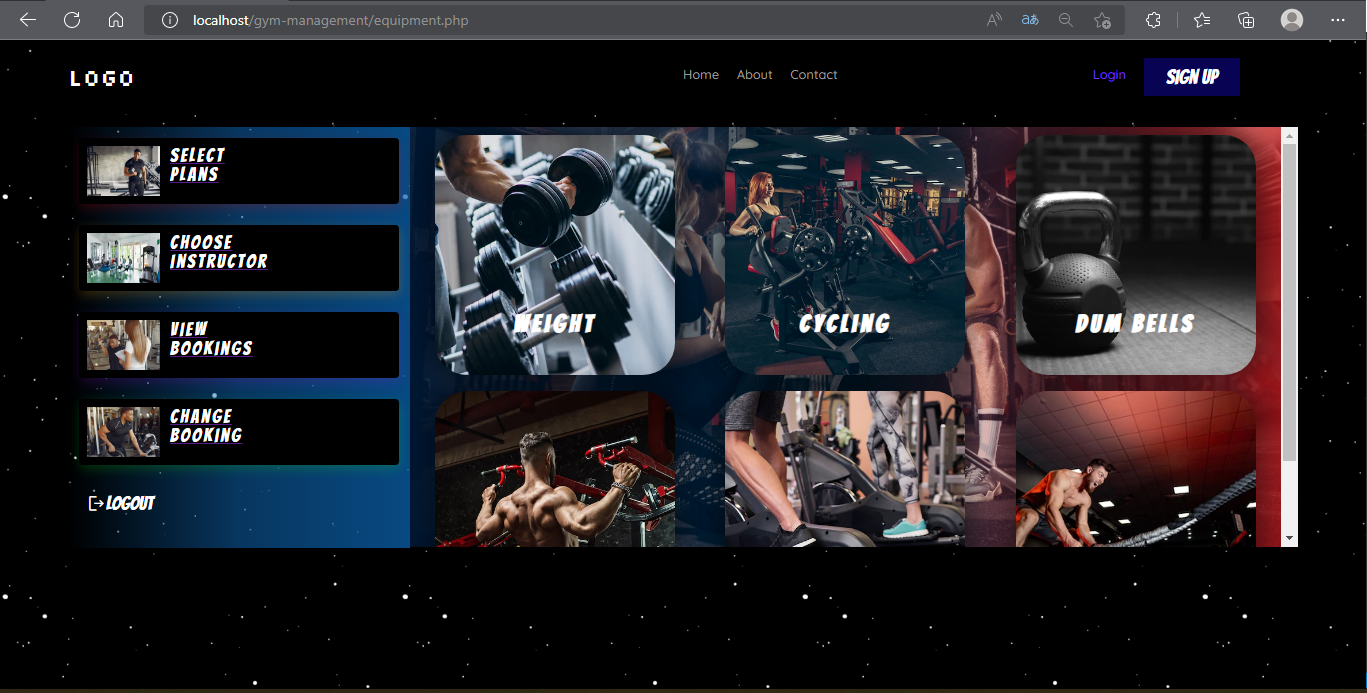 localhost/gym-management/equipment.php
LOGO
Home
About
Contact
Login
SIGN UP
SELECT
PLANS
CHOOSE
INSTRUCTOR
VIEW
BOOKINGS
CHANGE
BOOKING
LOGOUT
WEIGHT
CYCLING
DUM BELLS